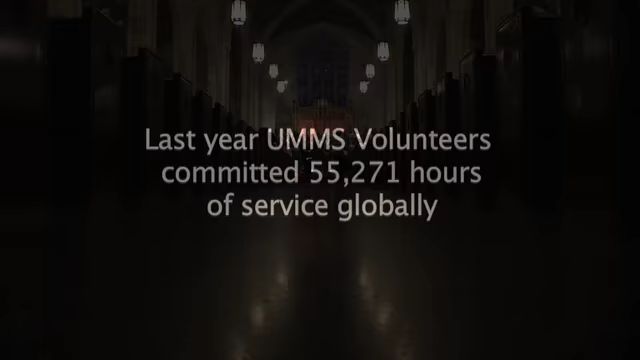 Last year UMMS Volunteers
committed 55,271 hours
of service globally